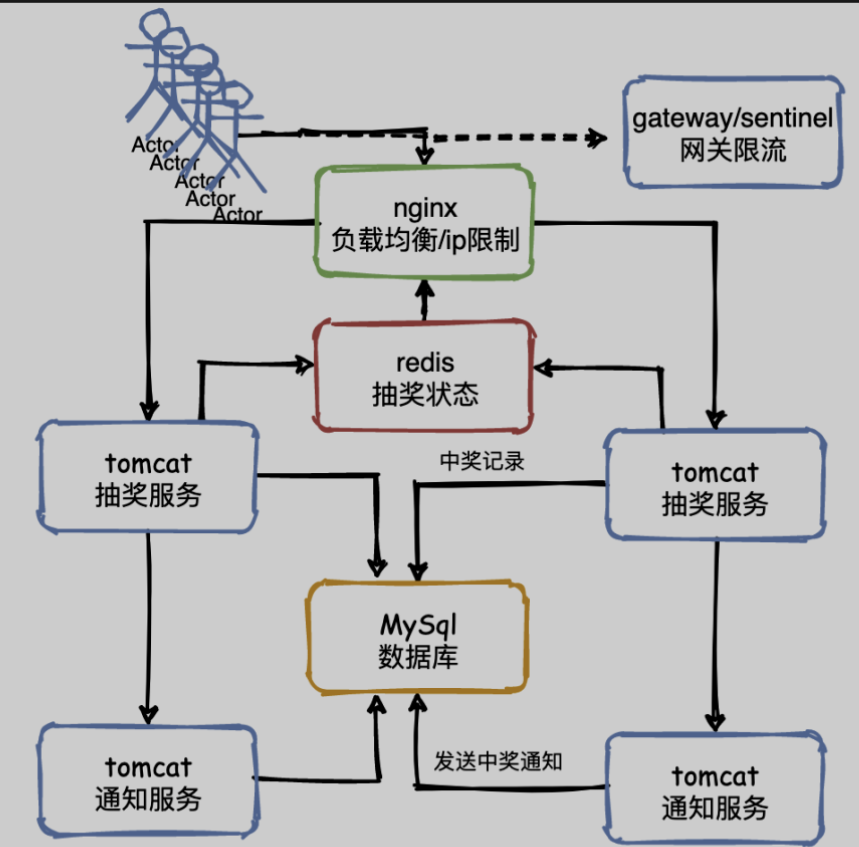 Actor
Actor
Actor
Actor
Actor
gateway/sentinel
网关限流
nginx
负载均衡/ip限制
redis
抽奖状态
tomcat
抽奖服务
中奖记录
tomcat
抽奖服务
MySql
数据库
tomcat
通知服务
发送中奖通知
tomcat
通知服务